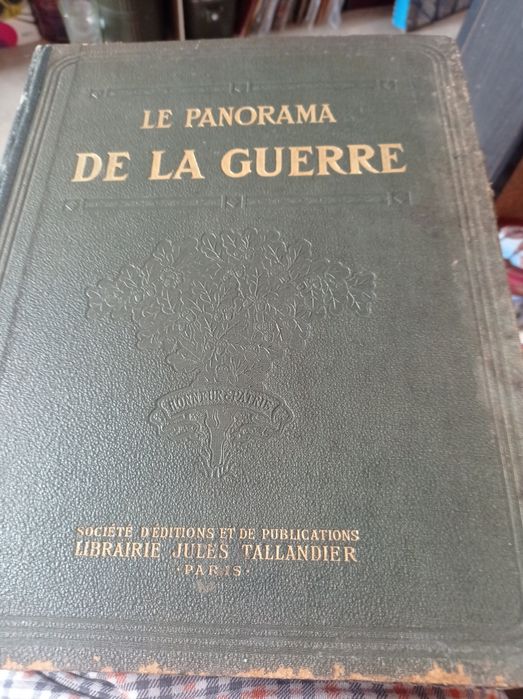 LE PANORAMA
DE LA GUERRE
HONNEUR PATRIE
SOCIÉTÉ D'ÉDITIONS ET DE PUBLICATIONS
LIBRAIRIE JULES TALLANDIER
·PARIS·